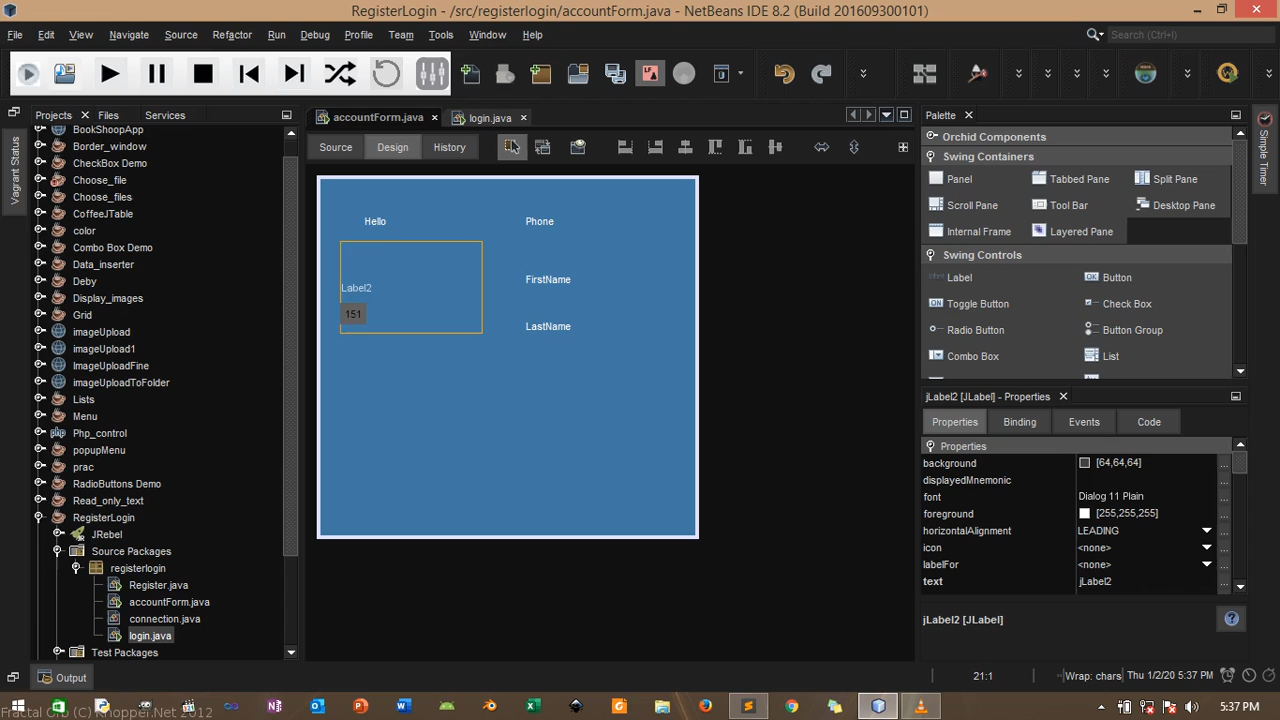 RegisterLogin - /src/registerlogin/accountForm.java - NetBeans IDE 8.2 (Build 201609300101)
File Edit View Navigate Source Refactor Run Debug Profile Team Tools Window Help
Search (Ctrl+I)
Projects Files Services
accountForm.java login.java
Palette
Vagrant Status
Simple Timer
Source Design History
BookShopApp
Border_window
CheckBox Demo
Choose_file
Choose_files
CoffeeJTable
color
Combo Box Demo
Data_inserter
Deby
Display_images
Grid
imageUpload
imageUpload1
ImageUploadFine
imageUploadToFolder
Lists
Menu
Php_control
popupMenu
prac
RadioButtons Demo
Read_only_text
RegisterLogin
JRebel
Source Packages
registerlogin
Register.java
accountForm.java
connection.java
login.java
Test Packages
Hello
Phone
Label2
151
FirstName
LastName
Orchid Components
Swing Containers
Panel Tabbed Pane Split Pane
Scroll Pane Tool Bar Desktop Pane
Internal Frame Layered Pane
Swing Controls
Label Button
Toggle Button Check Box
Radio Button Button Group
Combo Box List
jLabel2 [JLabel] - Properties
Properties Binding Events Code
Properties
background [64,64,64]
displayedMnemonic
font Dialog 11 Plain
foreground [255,255,255]
horizontalAlignment LEADING
icon <none>
labelFor <none>
text jLabel2
jLabel2 [JLabel]
Output
21:1
Wrap: chars Thu 1/2/20 5:37 PM
Fractal Orb (C) Khopper.Net 2012
5:37 PM